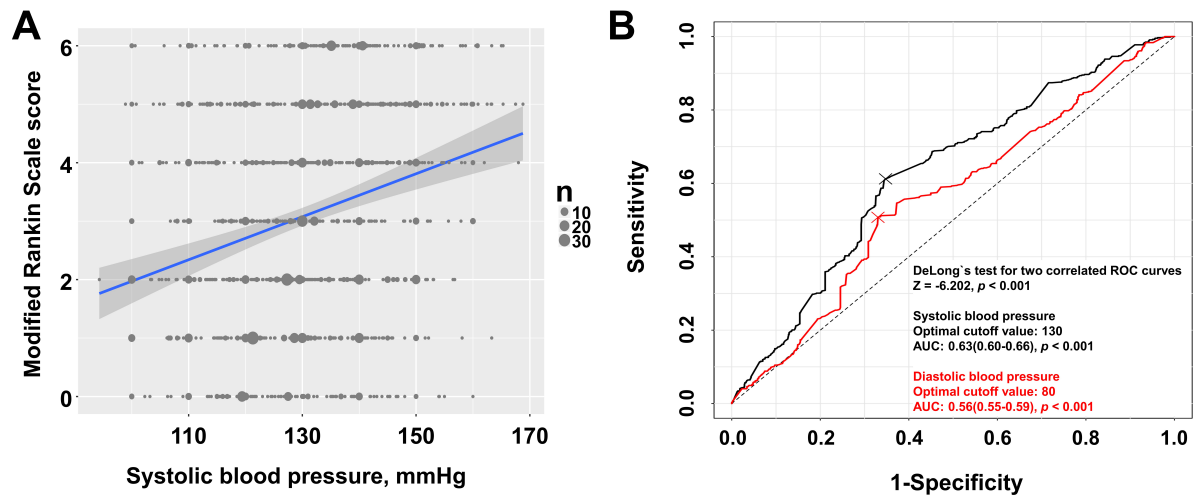 A
Modified Rankin Scale score
6
4
2
0
110
130
150
170
Systolic blood pressure, mmHg
n
10
20
30
B
Sensitivity
1.0
0.8
0.6
0.4
0.2
0.0
0.0
0.2
0.4
0.6
0.8
1.0
1-Specificity
DeLong`s test for two correlated ROC curves
Z = -6.202, p < 0.001
Systolic blood pressure
Optimal cutoff value: 130
AUC: 0.63(0.60-0.66), p < 0.001
Diastolic blood pressure
Optimal cutoff value: 80
AUC: 0.56(0.55-0.59), p < 0.001